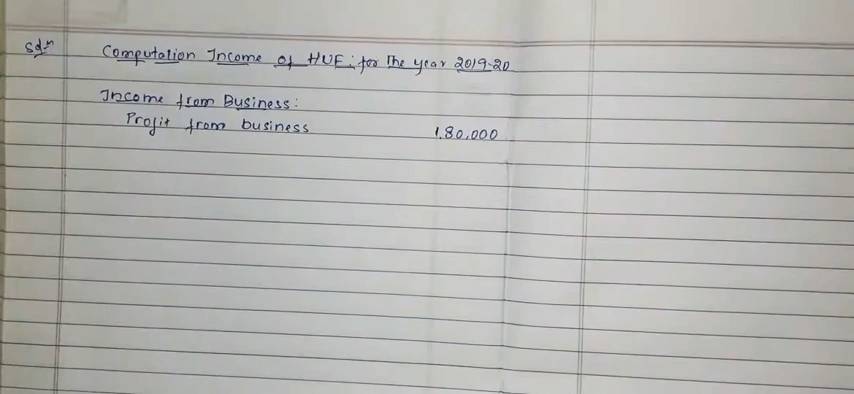 Solⁿ Computation Income of HUF; for the year 2019-20
Income from Business:
Profit from business 1,80,000